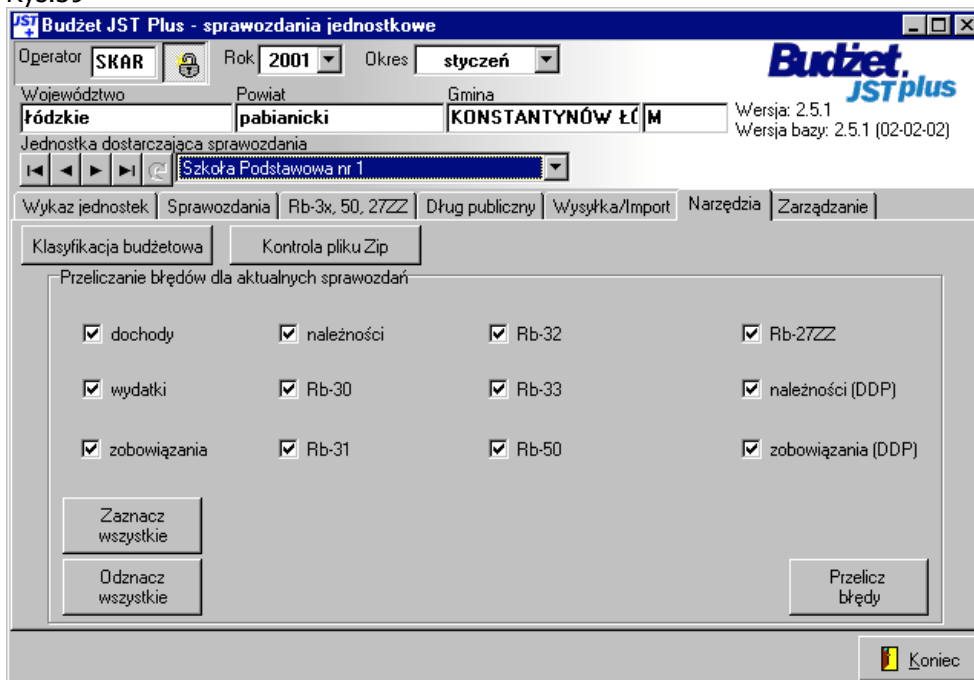 Budżet JST Plus - sprawozdania jednostkowe
Operator SKAR Rok 2001 Okres styczeń
Budżet JST plus
Województwo Powiat Gmina
łódzkie pabianicki KONSTANTYNÓW M
Wersja: 2.5.1
Wersja bazy: 2.5.1 (02-02-02)
Jednostka dostarczająca sprawozdania
Szkoła Podstawowa nr 1
Wykaz jednostek Sprawozdania Rb-3x, 50, 27ZZ Dług publiczny Wysyłka/Import Narzędzia Zarządzanie
Klasyfikacja budżetowa Kontrola pliku Zip
Przeliczanie błędów dla aktualnych sprawozdań
dochody należności Rb-32 Rb-27ZZ
wydatki Rb-30 Rb-33 należności (DDP)
zobowiązania Rb-31 Rb-50 zobowiązania (DDP)
Zaznacz
wszystkie
Odznacz
wszystkie
Przelicz
błędy
Koniec